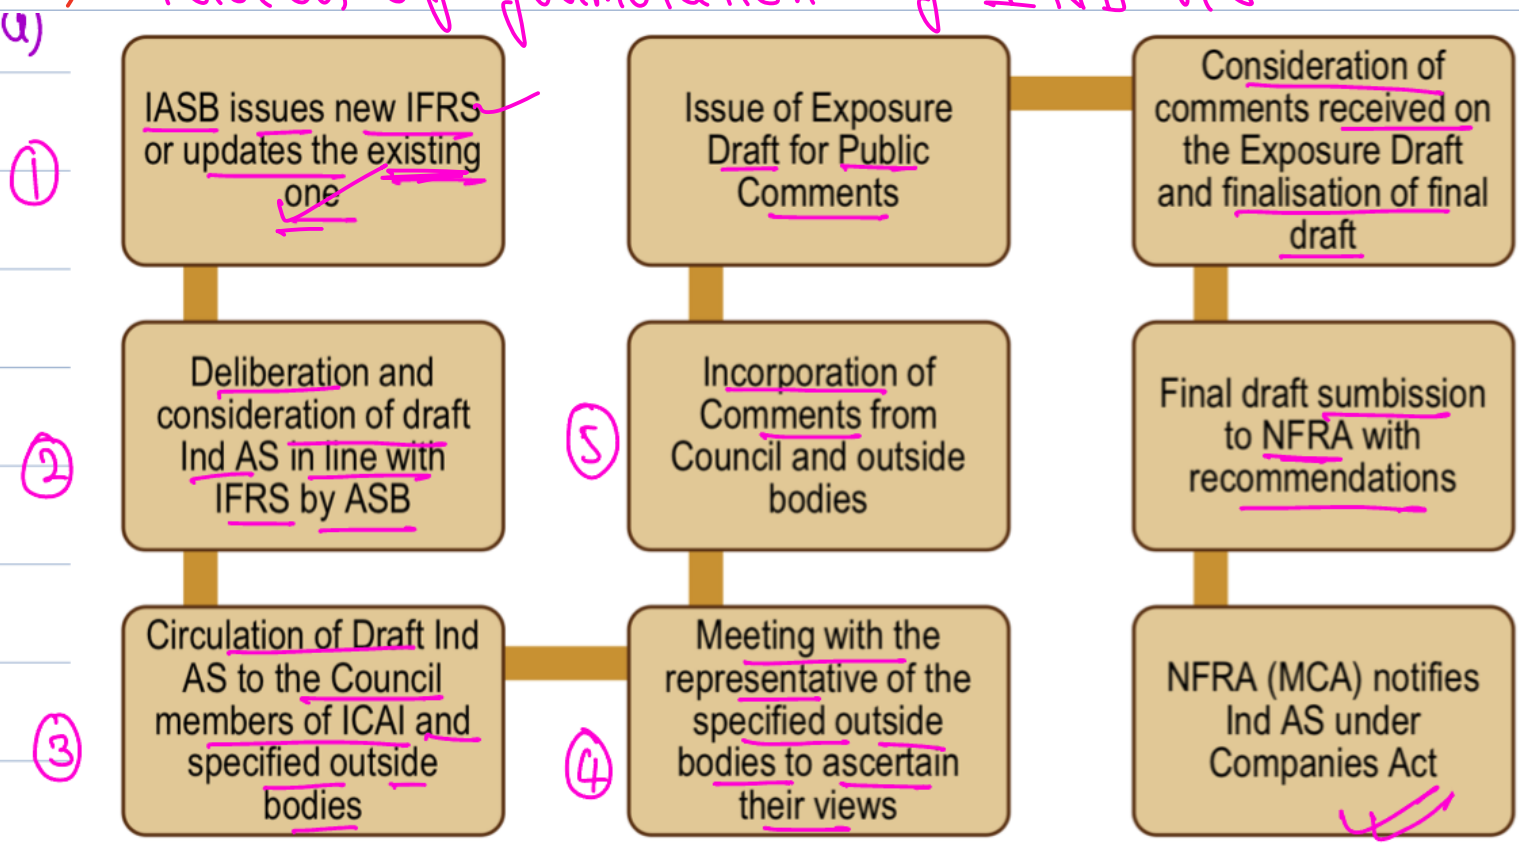 a)
1
IASB issues new IFRS
or updates the existing
one
2
Deliberation and
consideration of draft
Ind AS in line with
IFRS by ASB
3
Circulation of Draft Ind
AS to the Council
members of ICAI and
specified outside
bodies
4
Meeting with the
representative of the
specified outside
bodies to ascertain
their views
5
Incorporation of
Comments from
Council and outside
bodies
Issue of Exposure
Draft for Public
Comments
Consideration of
comments received on
the Exposure Draft
and finalisation of final
draft
Final draft sumbission
to NFRA with
recommendations
NFRA (MCA) notifies
Ind AS under
Companies Act